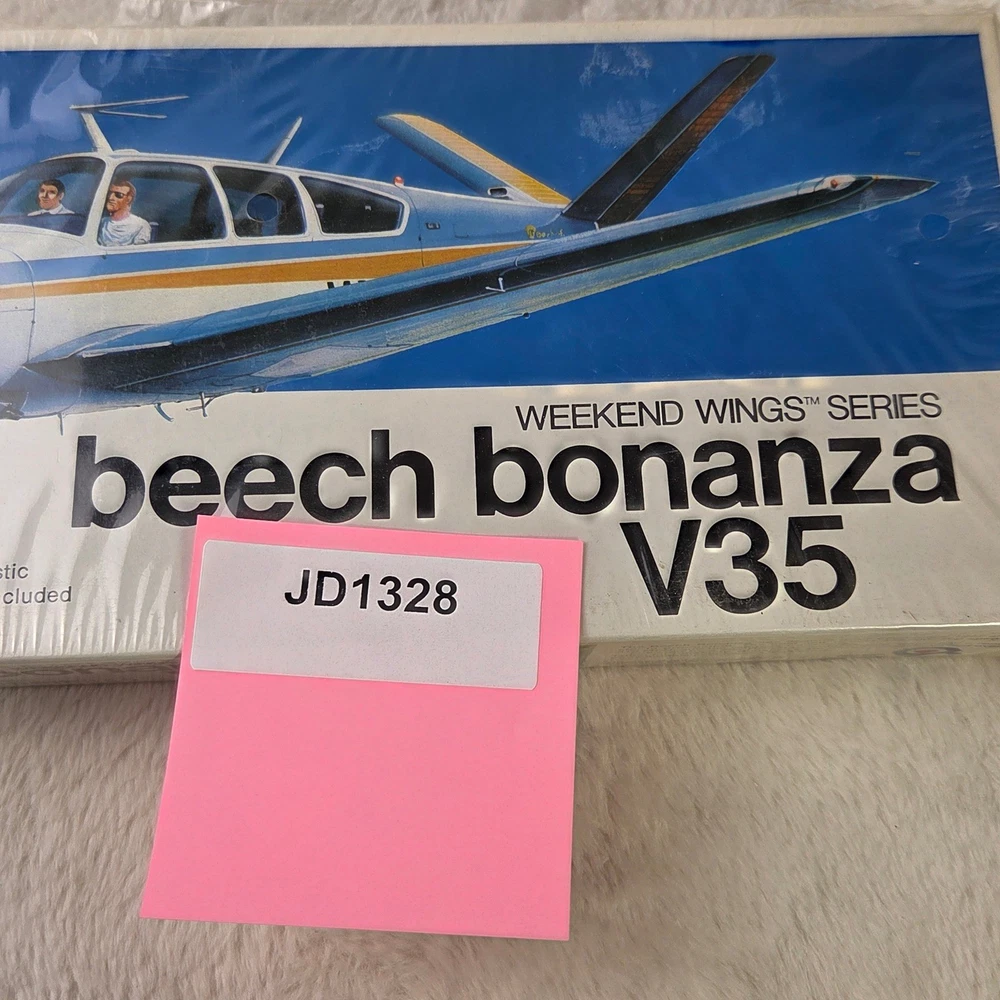 WEEKEND WINGS™ SERIES
beech bonanza
V35
stic
cluded
JD1328